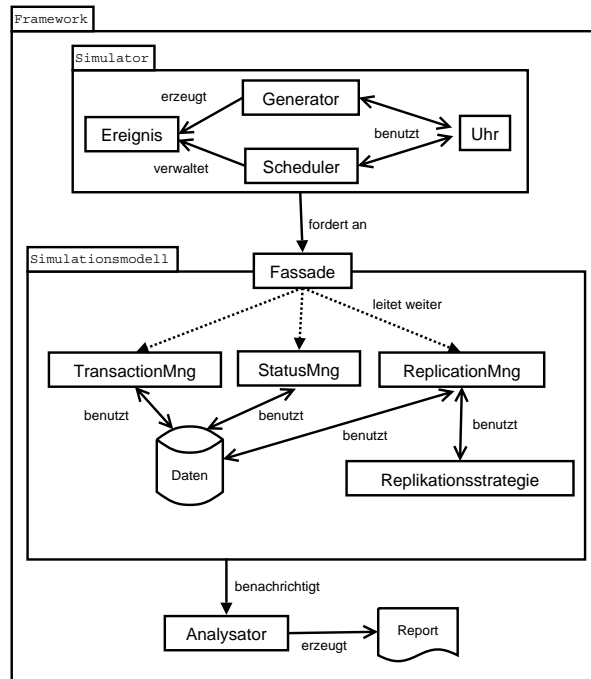 Framework
Simulator
erzeugt
Generator
Ereignis
benutzt
Uhr
verwaltet
Scheduler
fordert an
Simulationsmodell
Fassade
leitet weiter
TransactionMng
StatusMng
ReplicationMng
benutzt
benutzt
benutzt
benutzt
Daten
Replikationsstrategie
benachrichtigt
Analysator
erzeugt
Report